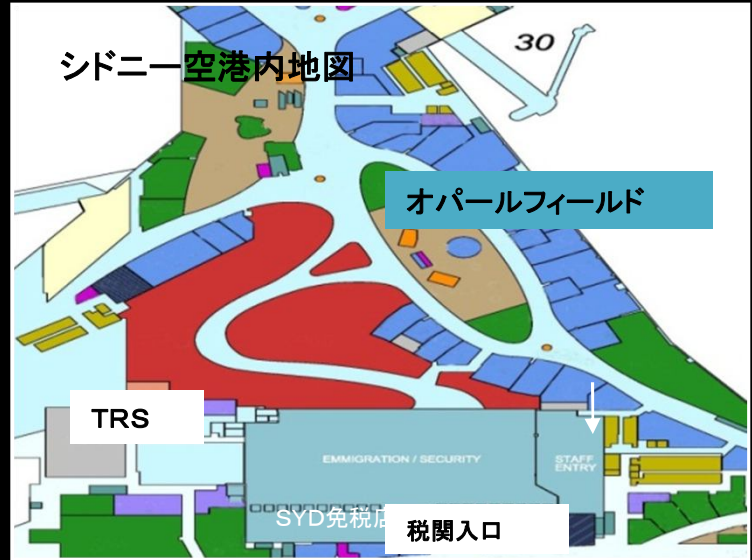 シドニー空港内地図
30
オパールフィールド
TRS
EMMIGRATION / SECURITY
STAFF
ENTRY
SYD免税店
税関入口